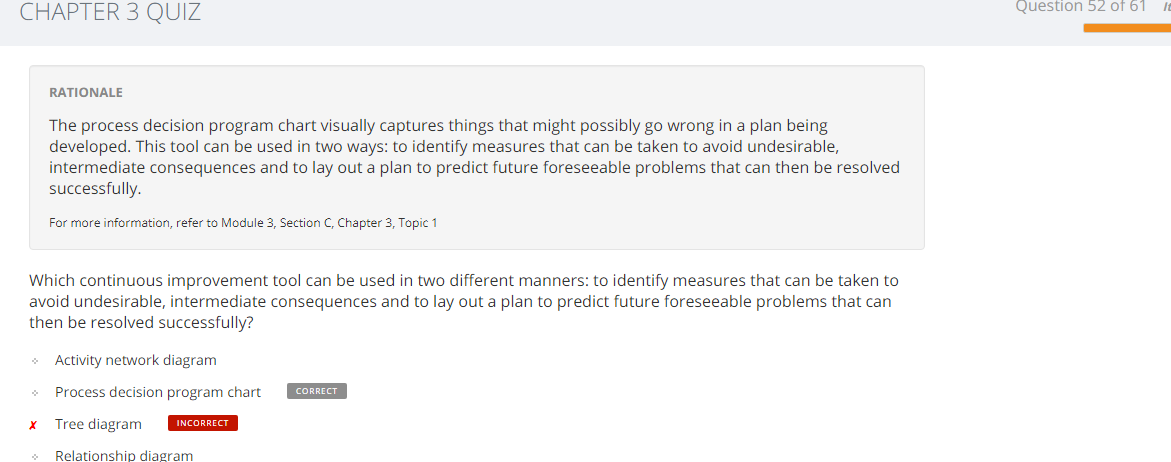 CHAPTER 3 QUIZ
Question 52 of 61
RATIONALE
The process decision program chart visually captures things that might possibly go wrong in a plan being
developed. This tool can be used in two ways: to identify measures that can be taken to avoid undesirable,
intermediate consequences and to lay out a plan to predict future foreseeable problems that can then be resolved
successfully.
For more information, refer to Module 3, Section C, Chapter 3, Topic 1
Which continuous improvement tool can be used in two different manners: to identify measures that can be taken to
avoid undesirable, intermediate consequences and to lay out a plan to predict future foreseeable problems that can
then be resolved successfully?
Activity network diagram
Process decision program chart CORRECT
✗ Tree diagram INCORRECT
Relationship diagram